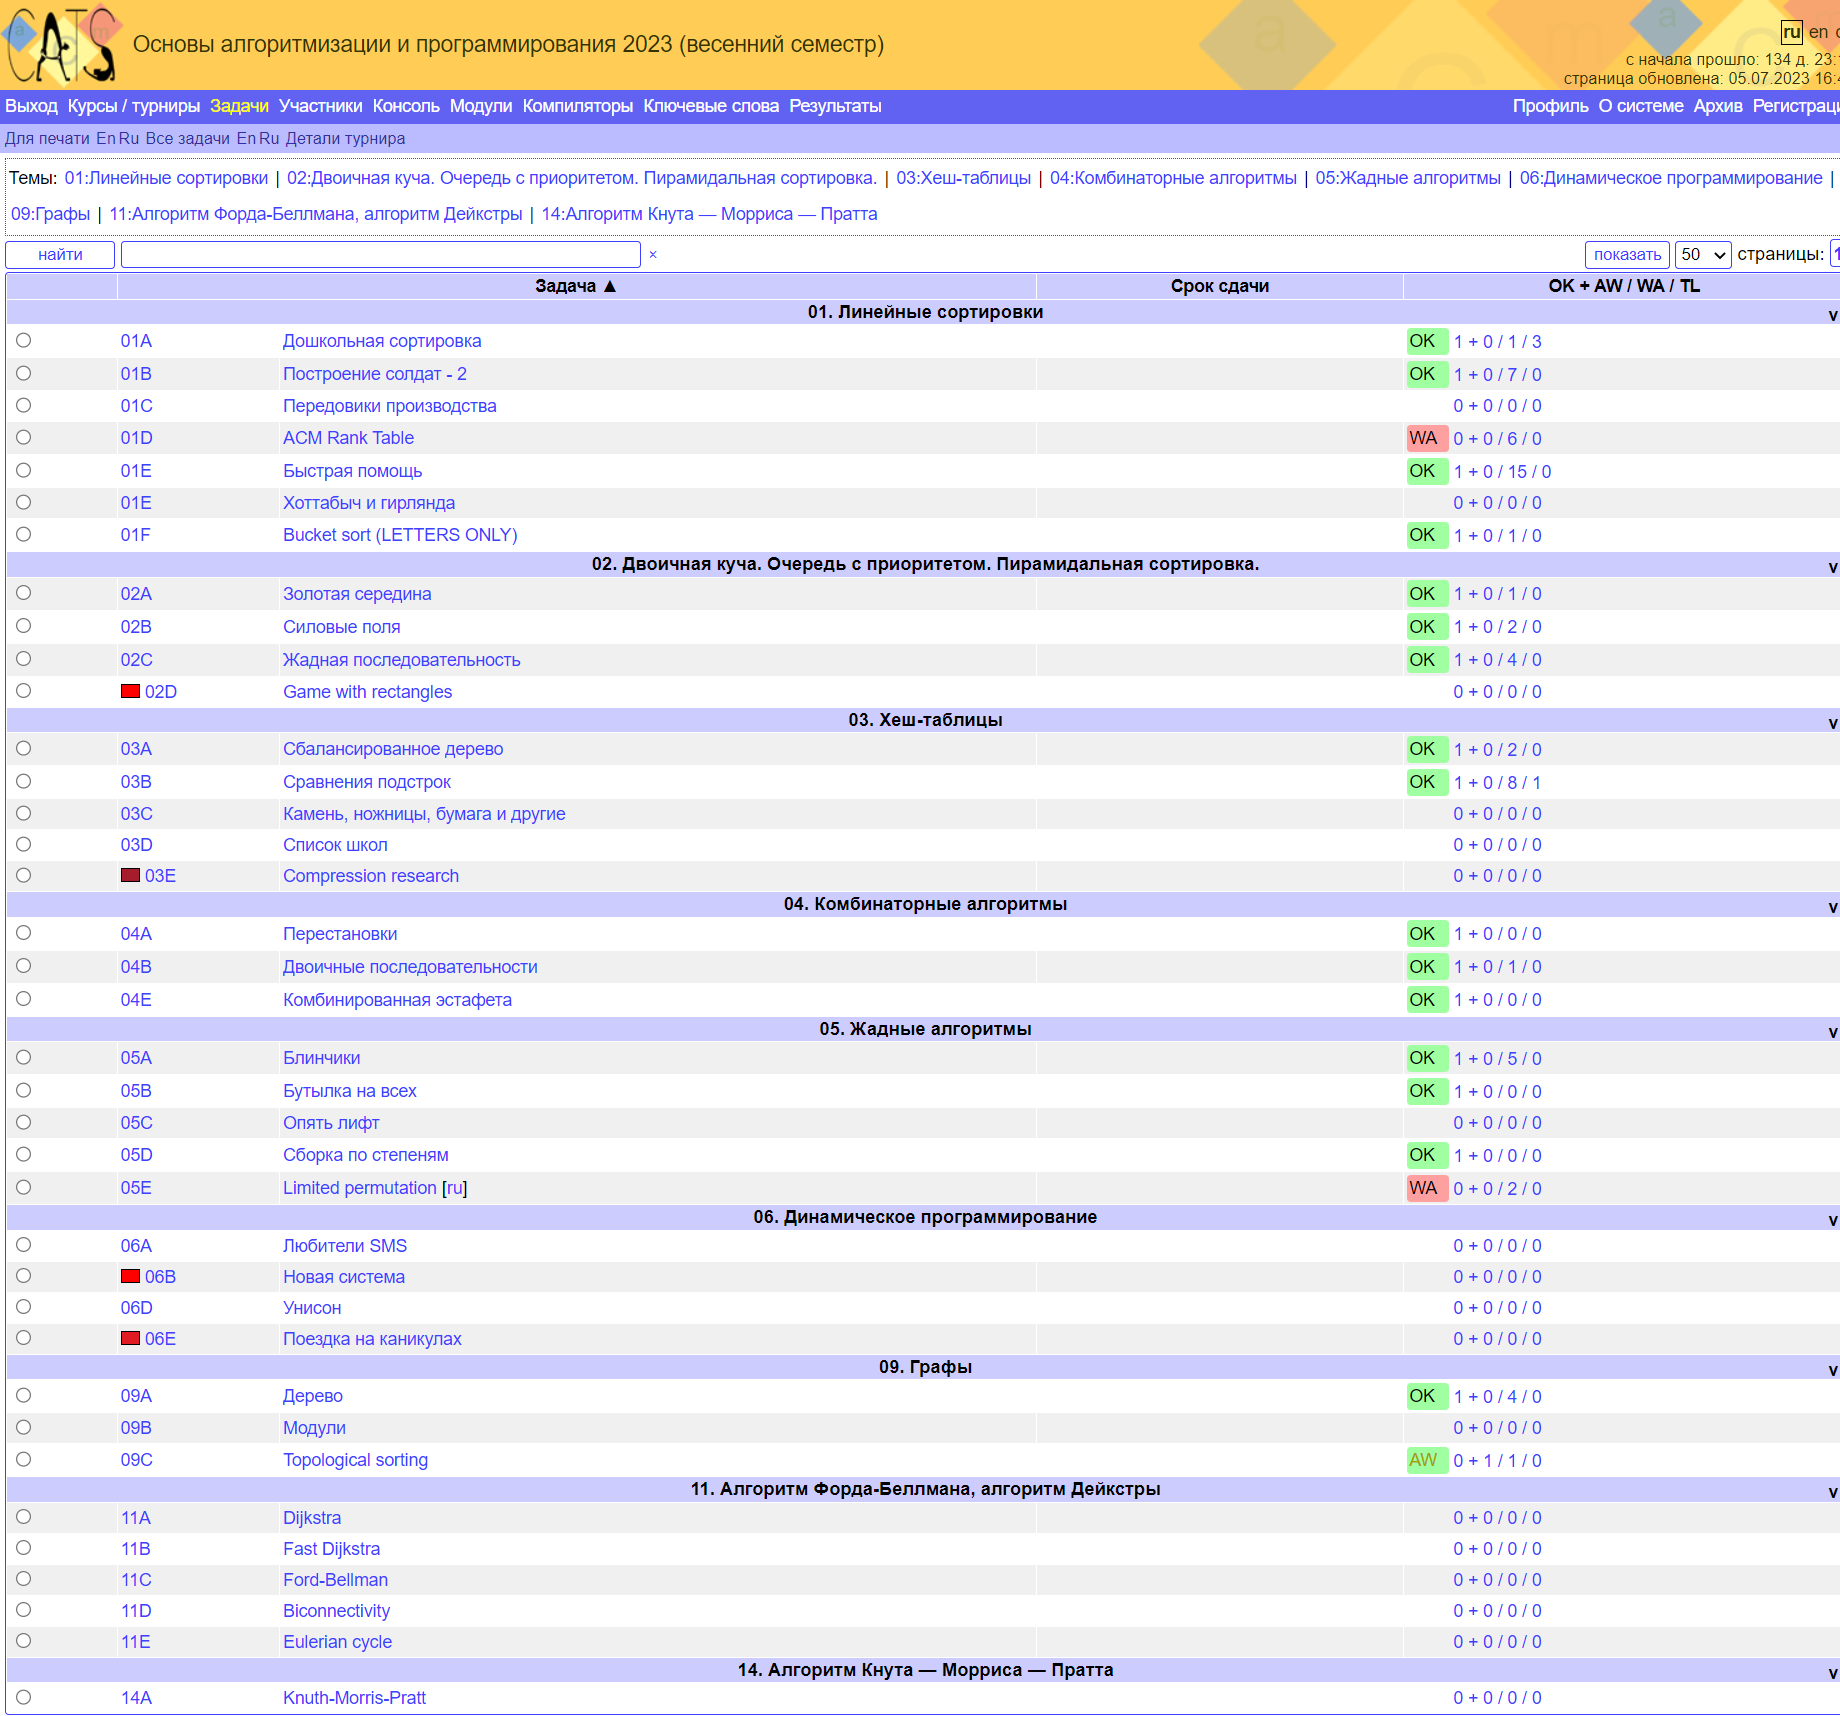 CATS
Основы алгоритмизации и программирования 2023 (весенний семестр)
ru en
с начала прошло: 134 д. 23:
страница обновлена: 05.07.2023 16:
Выход Курсы / турниры Задачи Участники Консоль Модули Компиляторы Ключевые слова Результаты Профиль О системе Архив Регистраци
Для печати En Ru Все задачи En Ru Детали турнира
Темы: 01:Линейные сортировки | 02:Двоичная куча. Очередь с приоритетом. Пирамидальная сортировка. | 03:Хеш-таблицы | 04:Комбинаторные алгоритмы | 05:Жадные алгоритмы | 06:Динамическое программирование |
09:Графы | 11:Алгоритм Форда-Беллмана, алгоритм Дейкстры | 14:Алгоритм Кнута — Морриса — Пратта
найти × показать 50 страницы: 1
Задача ▲ Срок сдачи OK + AW / WA / TL
01. Линейные сортировки v
01A Дошкольная сортировка OK 1 + 0 / 1 / 3
01B Построение солдат - 2 OK 1 + 0 / 7 / 0
01C Передовики производства 0 + 0 / 0 / 0
01D ACM Rank Table WA 0 + 0 / 6 / 0
01E Быстрая помощь OK 1 + 0 / 15 / 0
01E Хоттабыч и гирлянда 0 + 0 / 0 / 0
01F Bucket sort (LETTERS ONLY) OK 1 + 0 / 1 / 0
02. Двоичная куча. Очередь с приоритетом. Пирамидальная сортировка. v
02A Золотая середина OK 1 + 0 / 1 / 0
02B Силовые поля OK 1 + 0 / 2 / 0
02C Жадная последовательность OK 1 + 0 / 4 / 0
02D Game with rectangles 0 + 0 / 0 / 0
03. Хеш-таблицы v
03A Сбалансированное дерево OK 1 + 0 / 2 / 0
03B Сравнения подстрок OK 1 + 0 / 8 / 1
03C Камень, ножницы, бумага и другие 0 + 0 / 0 / 0
03D Список школ 0 + 0 / 0 / 0
03E Compression research 0 + 0 / 0 / 0
04. Комбинаторные алгоритмы v
04A Перестановки OK 1 + 0 / 0 / 0
04B Двоичные последовательности OK 1 + 0 / 1 / 0
04E Комбинированная эстафета OK 1 + 0 / 0 / 0
05. Жадные алгоритмы v
05A Блинчики OK 1 + 0 / 5 / 0
05B Бутылка на всех OK 1 + 0 / 0 / 0
05C Опять лифт 0 + 0 / 0 / 0
05D Сборка по степеням OK 1 + 0 / 0 / 0
05E Limited permutation [ru] WA 0 + 0 / 2 / 0
06. Динамическое программирование v
06A Любители SMS 0 + 0 / 0 / 0
06B Новая система 0 + 0 / 0 / 0
06D Унисон 0 + 0 / 0 / 0
06E Поездка на каникулах 0 + 0 / 0 / 0
09. Графы v
09A Дерево OK 1 + 0 / 4 / 0
09B Модули 0 + 0 / 0 / 0
09C Topological sorting AW 0 + 1 / 1 / 0
11. Алгоритм Форда-Беллмана, алгоритм Дейкстры v
11A Dijkstra 0 + 0 / 0 / 0
11B Fast Dijkstra 0 + 0 / 0 / 0
11C Ford-Bellman 0 + 0 / 0 / 0
11D Biconnectivity 0 + 0 / 0 / 0
11E Eulerian cycle 0 + 0 / 0 / 0
14. Алгоритм Кнута — Морриса — Пратта v
14A Knuth-Morris-Pratt 0 + 0 / 0 / 0